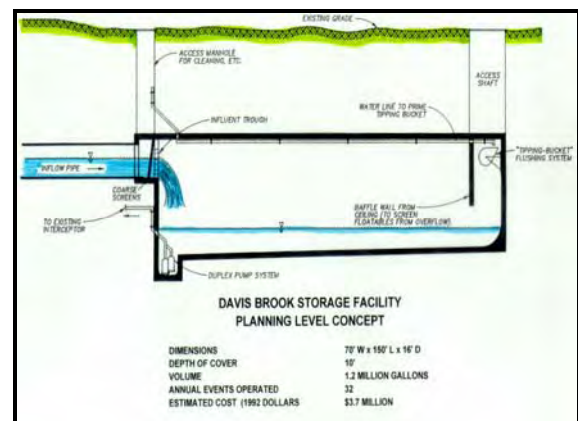 EXISTING GRADE
ACCESS MANHOLE
FOR CLEANING, ETC.
ACCESS
SHAFT
INFLUENT TROUGH
WATER LINE TO PRIME
TIPPING BUCKET
"TIPPING-BUCKET"
FLUSHING SYSTEM
INFLOW PIPE
COARSE
SCREENS
TO EXISTING
INTERCEPTOR
BAFFLE WALL FROM
CEILING (TO SCREEN
FLOATABLES FROM OVERFLOW)
DUPLEX PUMP SYSTEM
DAVIS BROOK STORAGE FACILITY
PLANNING LEVEL CONCEPT
DIMENSIONS 70' W x 150' L x 16' D
DEPTH OF COVER 10'
VOLUME 1.2 MILLION GALLONS
ANNUAL EVENTS OPERATED 32
ESTIMATED COST (1992 DOLLARS $3.7 MILLION